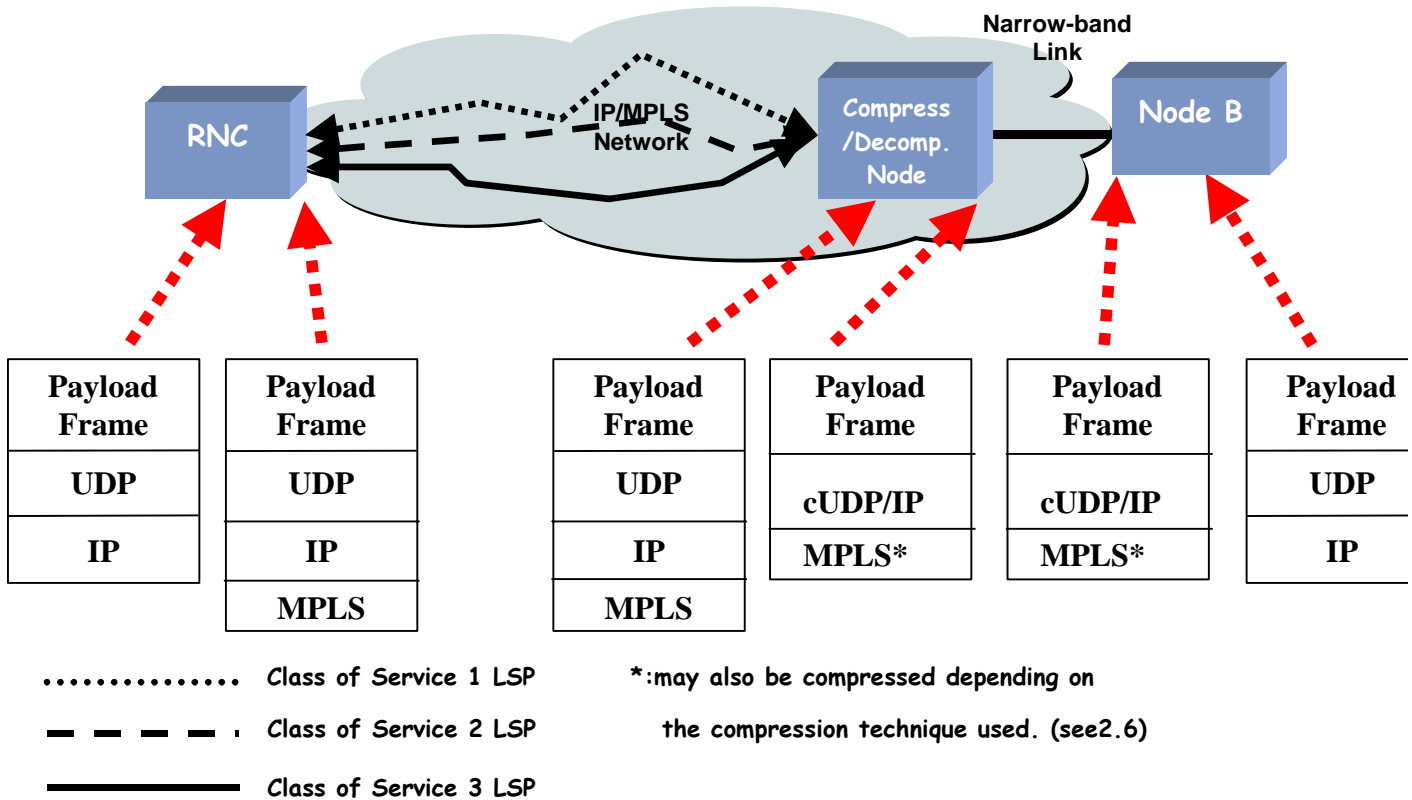 Narrow-band
Link
RNC
IP/MPLS
Network
Compress
/Decomp.
Node
Node B
Payload
Frame
UDP
IP
Payload
Frame
UDP
IP
MPLS
Payload
Frame
UDP
IP
MPLS
Payload
Frame
cUDP/IP
MPLS*
Payload
Frame
cUDP/IP
MPLS*
Payload
Frame
UDP
IP
Class of Service 1 LSP
Class of Service 2 LSP
Class of Service 3 LSP
*:may also be compressed depending on
the compression technique used. (see2.6)